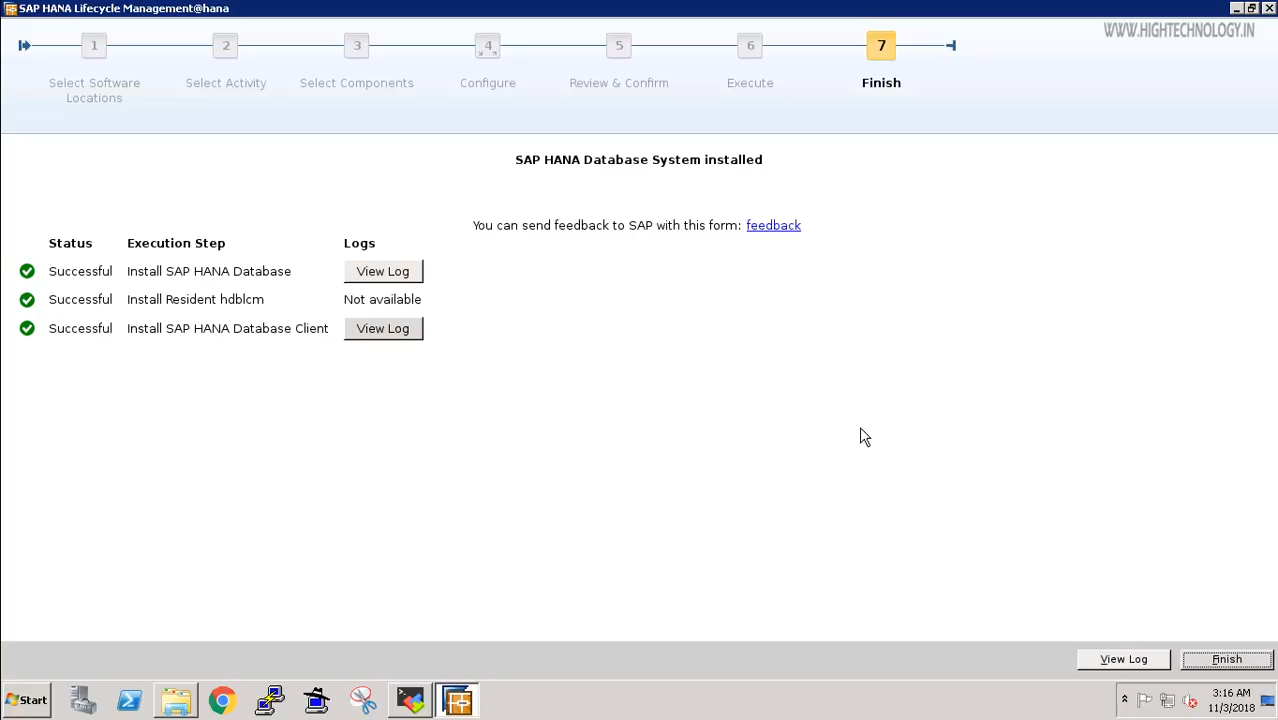 SAP HANA Lifecycle Management@hana
WWW.HIGHTECHNOLOGY.IN
1 2 3 4 5 6 7
Select Software Locations
Select Activity
Select Components
Configure
Review & Confirm
Execute
Finish
SAP HANA Database System installed
You can send feedback to SAP with this form: feedback
Status Execution Step Logs
Successful Install SAP HANA Database View Log
Successful Install Resident hdblcm Not available
Successful Install SAP HANA Database Client View Log
View Log Finish
Start
3:16 AM
11/3/2018